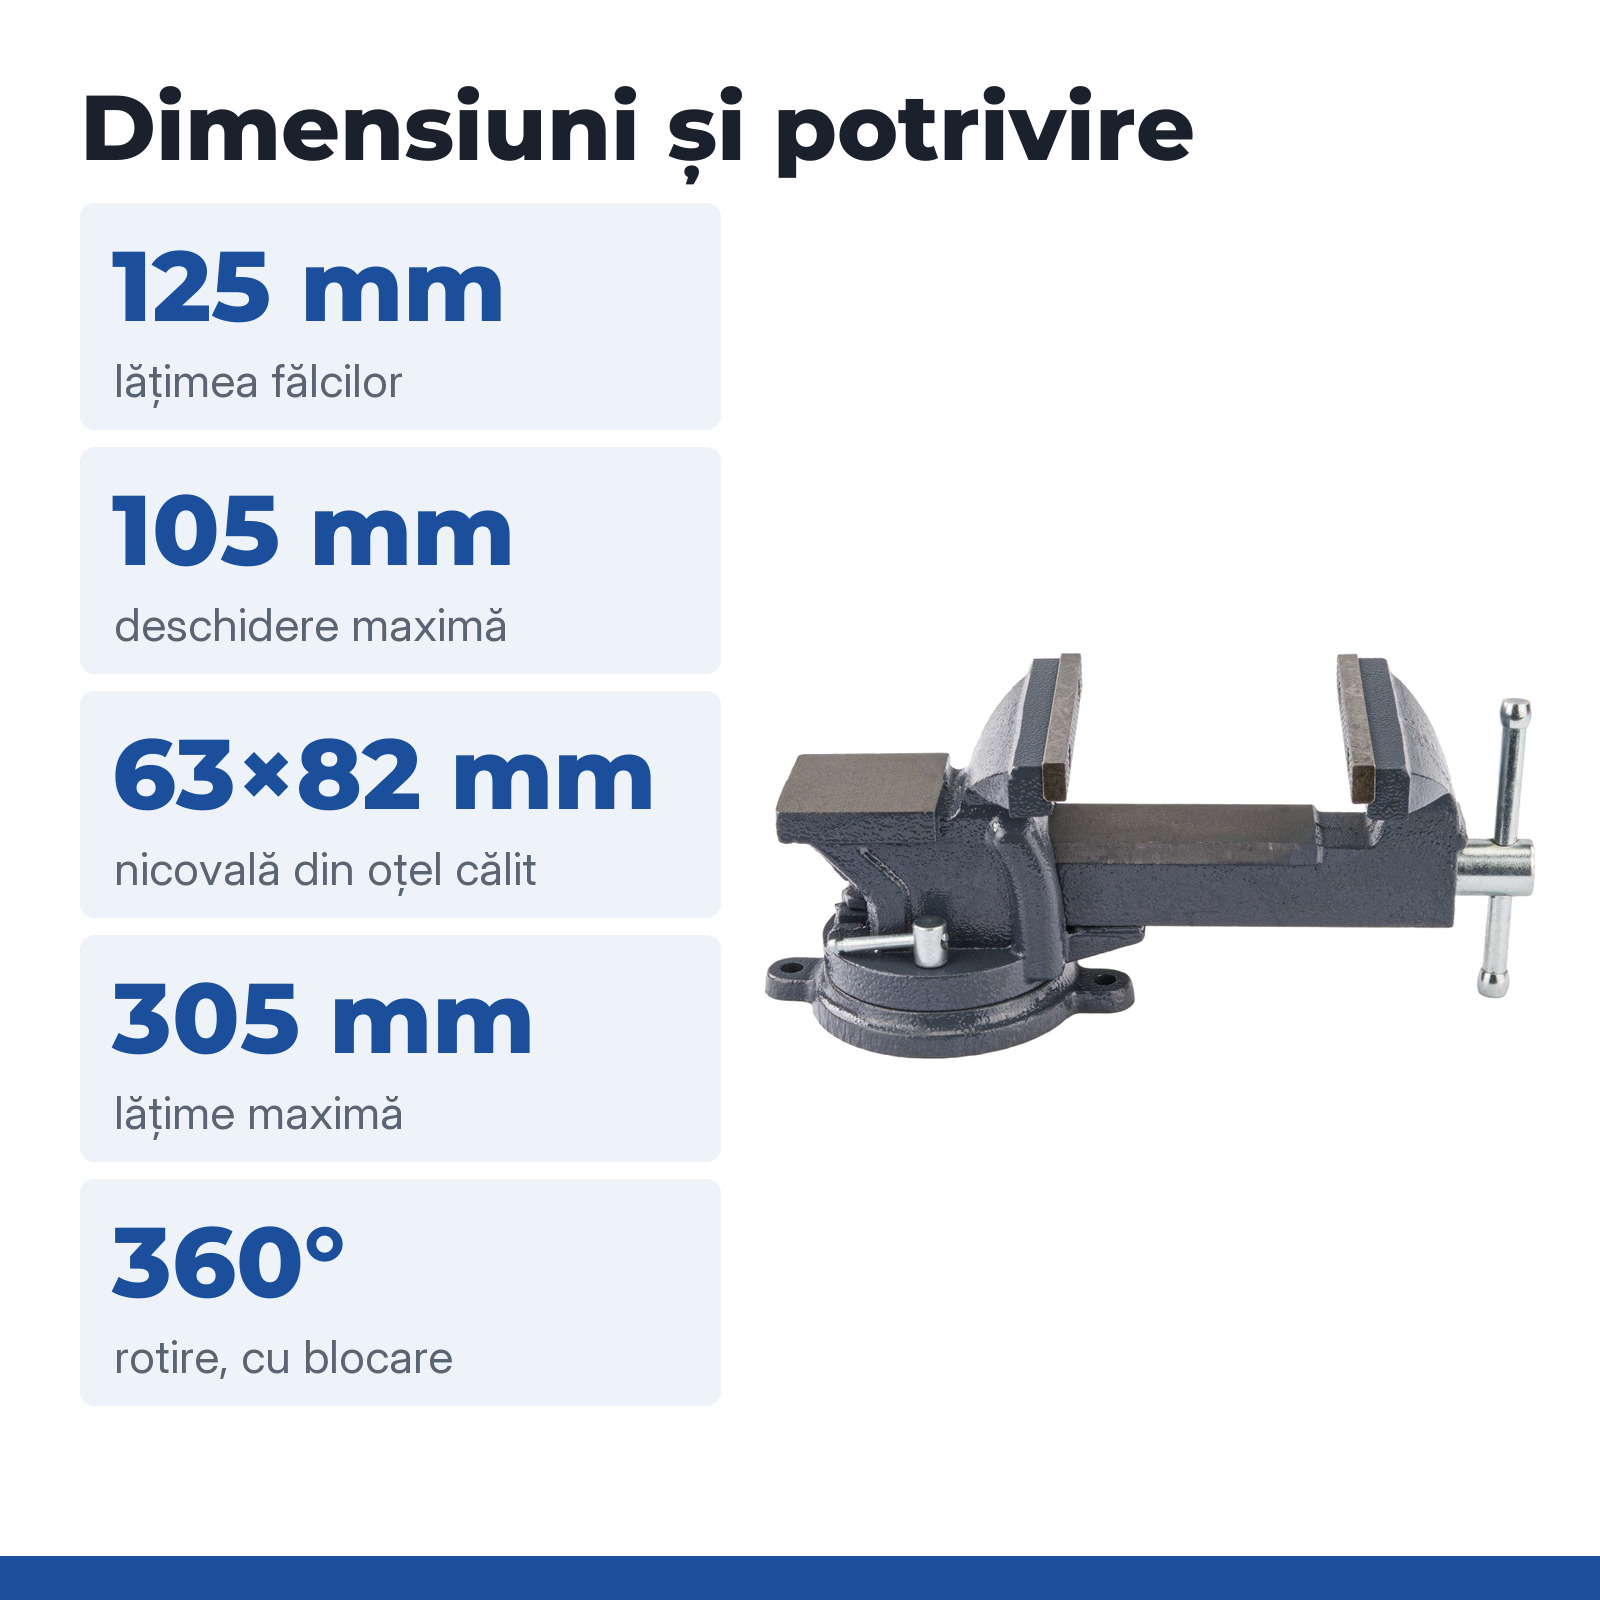 Dimensiuni și potrivire
125 mm
lățimea fălcilor
105 mm
deschidere maximă
63×82 mm
nicovală din oțel călit
305 mm
lățime maximă
360°
rotire, cu blocare